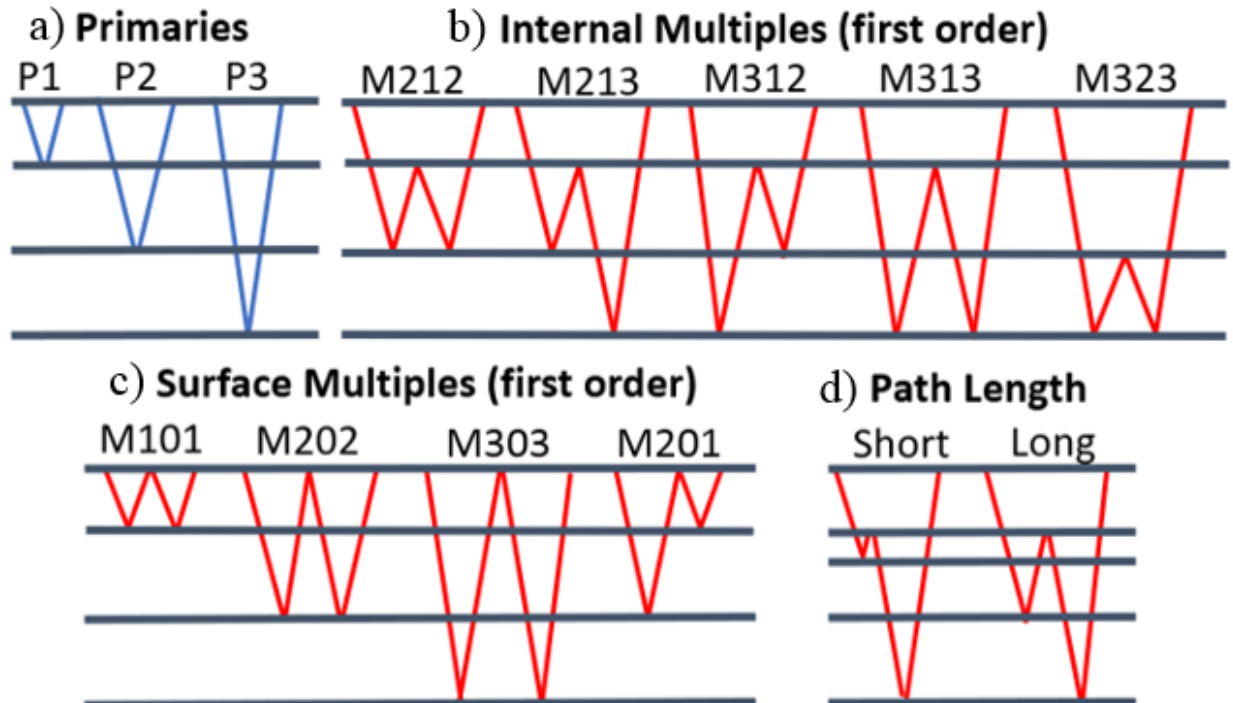 a) Primaries
P1 P2 P3
b) Internal Multiples (first order)
M212 M213 M312 M313 M323
c) Surface Multiples (first order)
M101 M202 M303 M201
d) Path Length
Short Long